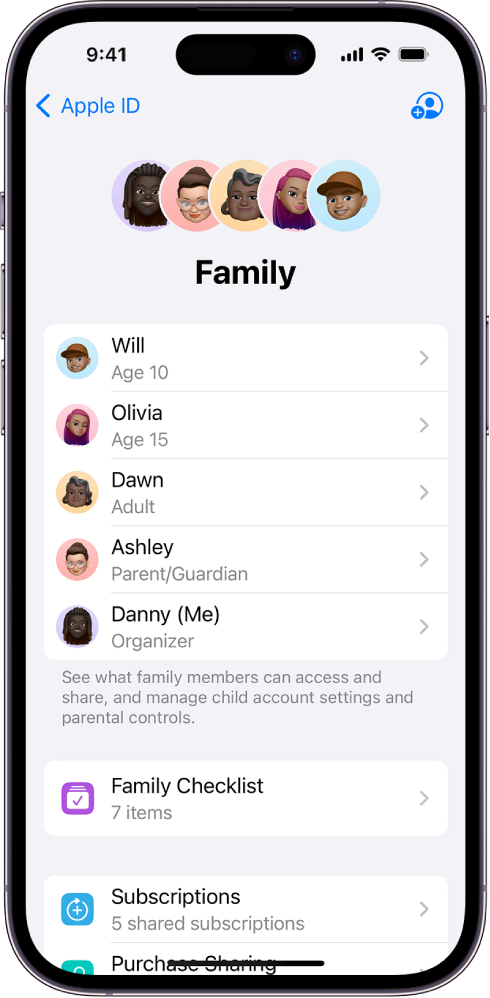 9:41
Apple ID
Family
Will
Age 10
Olivia
Age 15
Dawn
Adult
Ashley
Parent/Guardian
Danny (Me)
Organizer
See what family members can access and
share, and manage child account settings and
parental controls.
Family Checklist
7 items
Subscriptions
5 shared subscriptions
Purchase Sharing